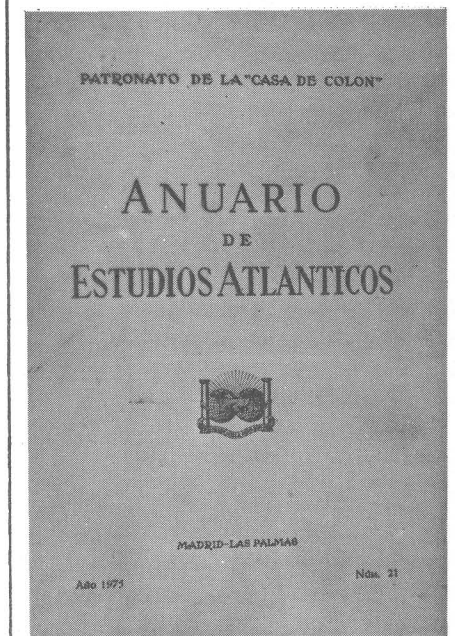 PATRONATO DE LA "CASA DE COLON"
ANUARIO
DE
ESTUDIOS ATLANTICOS
MADRID-LAS PALMAS
Año 1975
Núm. 21